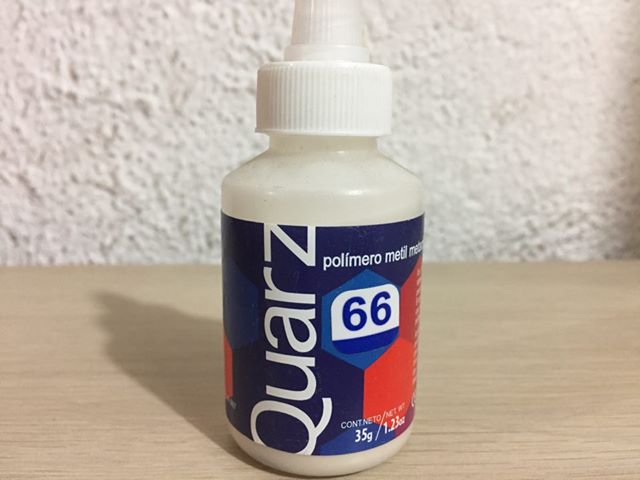 Quarz
polímero metil
66
CONT.NETO/NET. WT
35g/1.23oz